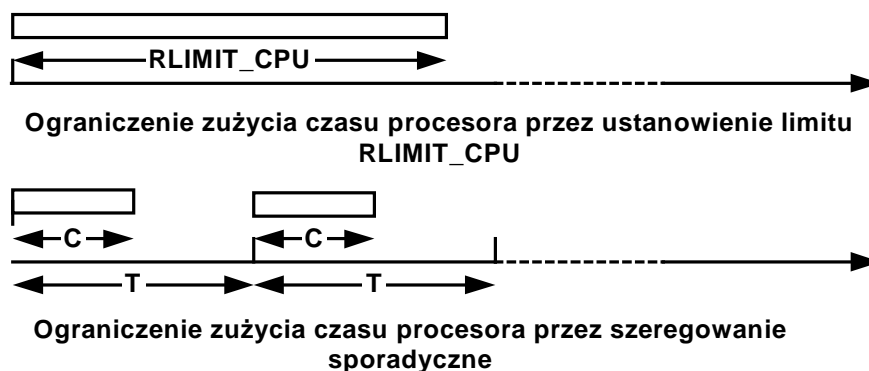 RLIMIT_CPU
Ograniczenie zużycia czasu procesora przez ustanowienie limitu
RLIMIT_CPU
C
C
T
T
Ograniczenie zużycia czasu procesora przez szeregowanie
sporadyczne